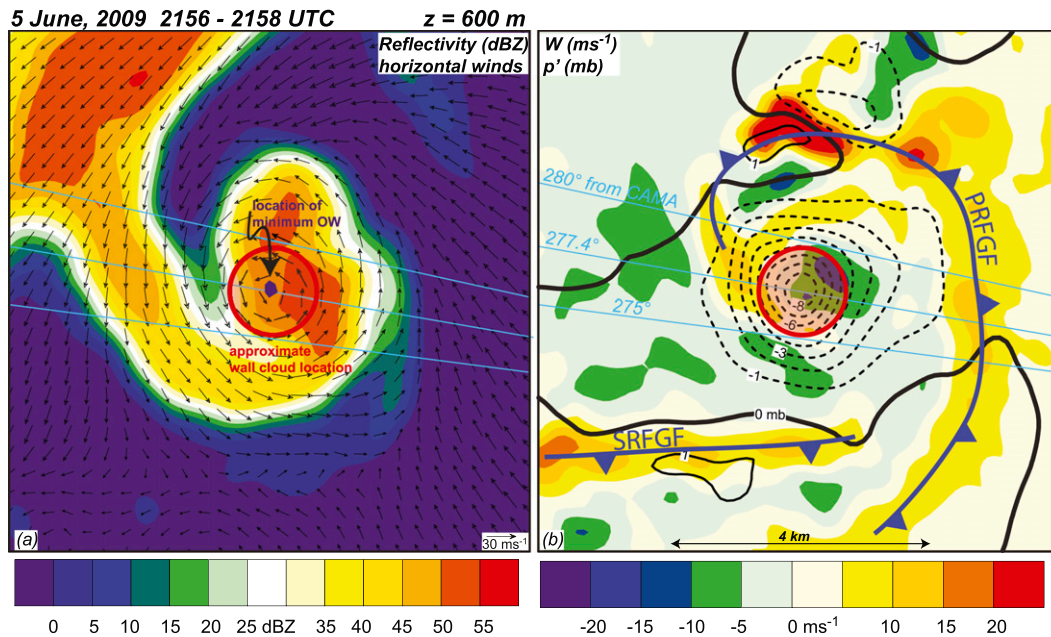 5 June, 2009 2156 - 2158 UTC z = 600 m
Reflectivity (dBZ)
horizontal winds
location of
minimum OW
approximate
wall cloud location
(a)
30 ms-1
W (ms-1)
p' (mb)
-1
1
280° from CAMA
277.4°
275°
PRFGF
-8
-6
-3
-1
0 mb
SRFGF
1
(b)
4 km
0 5 10 15 20 25 dBZ 35 40 45 50 55
-20 -15 -10 -5 0 ms-1 5 10 15 20